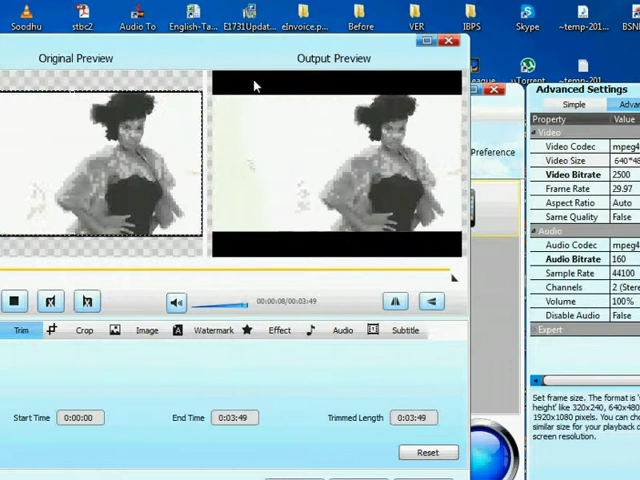 Soodhu
stbc2
Audio To
English-Ta...
E1731Updat...
eInvoice.p...
Before
VER
IBPS
Skype
~temp-201...
BSN
uTorrent
~temp-201
eague
Original Preview
Output Preview
00:00:08/00:03:49
Trim
Crop
Image
Watermark
Effect
Audio
Subtitle
Start Time 0:00:00
End Time 0:03:49
Trimmed Length 0:03:49
Reset
Preference
Advanced Settings
Simple
Advan
Property Value
Video
Video Codec mpeg4
Video Size 640*48
Video Bitrate 2500
Frame Rate 29.97
Aspect Ratio Auto
Same Quality False
Audio
Audio Codec mpeg4
Audio Bitrate 160
Sample Rate 44100
Channels 2 (Stere
Volume 100%
Disable Audio False
Expert
Set frame size. The format is '
height' like 320x240, 640x480
1920x1080 pixels. You can cho
similar size for your playback d
screen resolution.